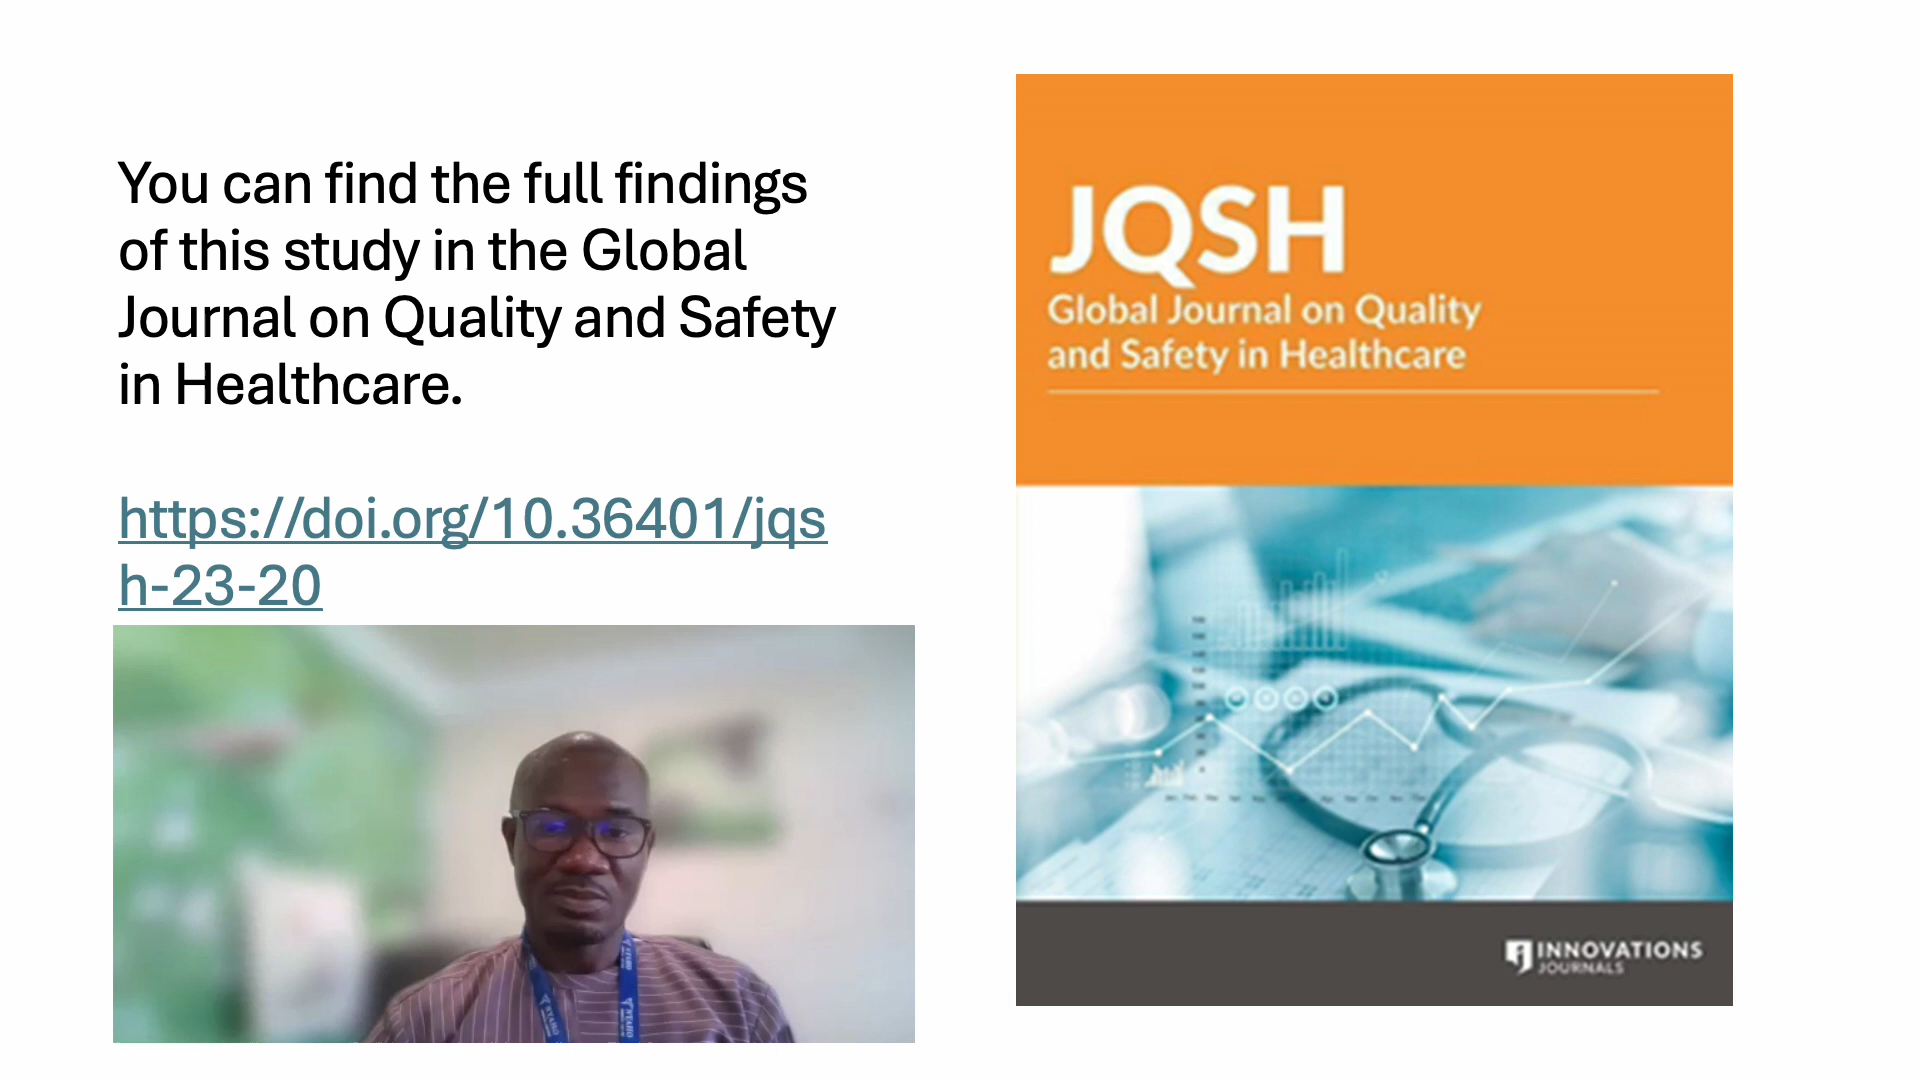 You can find the full findings
of this study in the Global
Journal on Quality and Safety
in Healthcare.
https://doi.org/10.36401/jqs
h-23-20
JQSH
Global Journal on Quality
and Safety in Healthcare
INNOVATIONS
JOURNALS